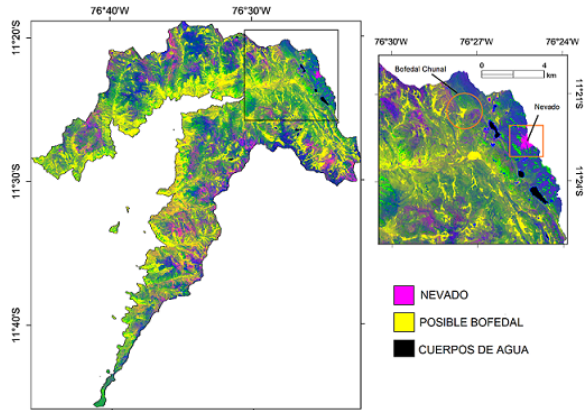 76°40'W
76°30'W
11°20'S
11°30'S
11°40'S
76°30'W
76°27'W
76°24'W
Bofedal Chunal
0
4
km
11°21'S
Nevado
11°24'S
NEVADO
POSIBLE BOFEDAL
CUERPOS DE AGUA